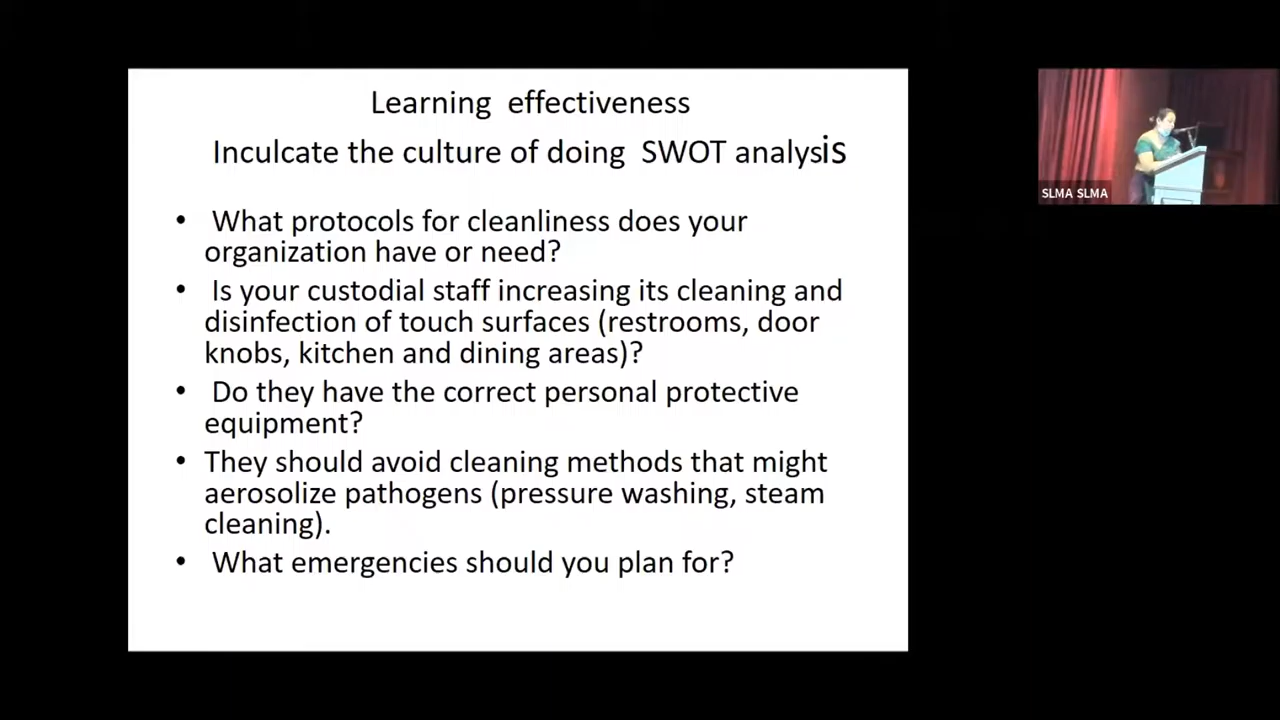 Learning effectiveness
Inculcate the culture of doing SWOT analysis
• What protocols for cleanliness does your
organization have or need?
• Is your custodial staff increasing its cleaning and
disinfection of touch surfaces (restrooms, door
knobs, kitchen and dining areas)?
• Do they have the correct personal protective
equipment?
• They should avoid cleaning methods that might
aerosolize pathogens (pressure washing, steam
cleaning).
• What emergencies should you plan for?
SLMA SLMA